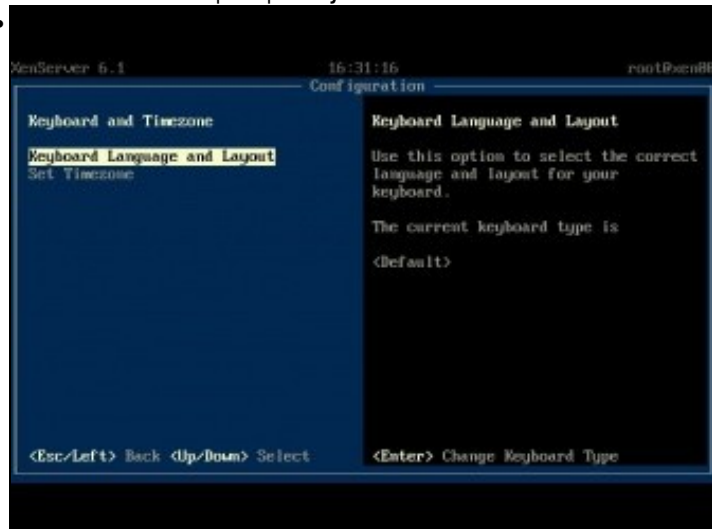 XenServer 6.1 16:31:16 root@xen00
Configuration
Keyboard and Timezone
Keyboard Language and Layout
Set Timezone
<Esc/Left> Back <Up/Down> Select
Keyboard Language and Layout
Use this option to select the correct
language and layout for your
keyboard.
The current keyboard type is
<Default>
<Enter> Change Keyboard Type